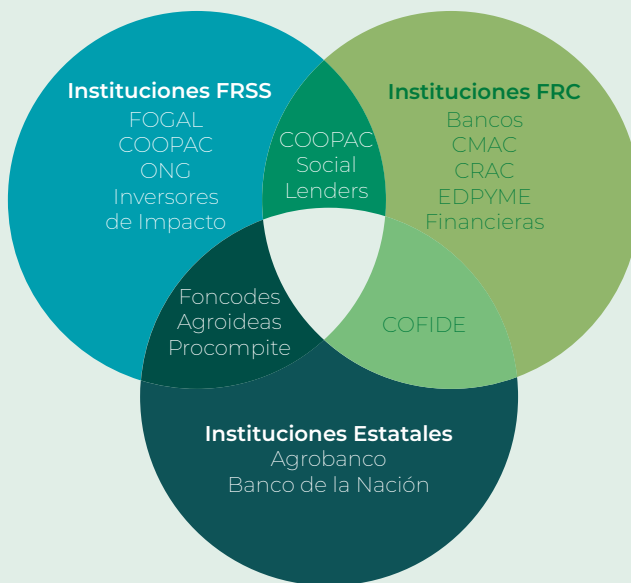 Instituciones FRSS
FOGAL
COOPAC
ONG
Inversores
de Impacto
COOPAC
Social
Lenders
Instituciones FRC
Bancos
CMAC
CRAC
EDPYME
Financieras
Foncodes
Agroideas
Procompite
COFIDE
Instituciones Estatales
Agrobanco
Banco de la Nación